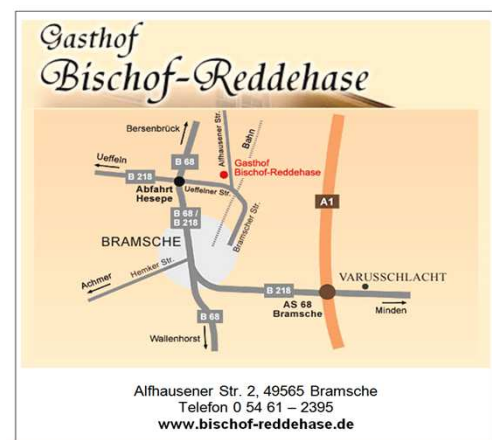 Gasthof
Bischof-Reddehase
Bersenbrück
Alfhausener Str.
Bahn
Ueffeln
B 68
Gasthof
Bischof-Reddehase
B 218
Ueffelner Str.
Abfahrt
Hesepe
A1
B 68 /
B 218
Bramscher Str.
BRAMSCHE
Achmer
Hemker Str.
VARUSSCHLACHT
B 218
AS 68
Bramsche
Minden
B 68
Wallenhorst
Alfhausener Str. 2, 49565 Bramsche
Telefon 0 54 61 – 2395
www.bischof-reddehase.de